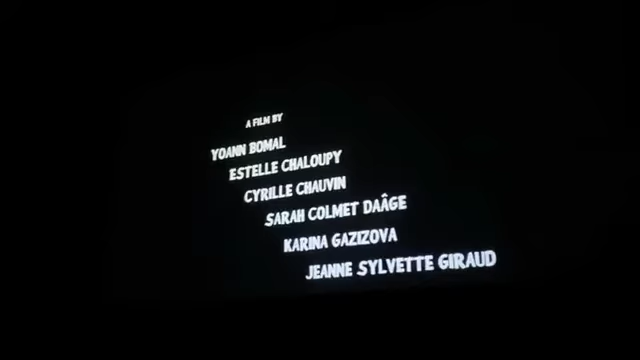 A FILM BY
YOANN BOMAL
ESTELLE CHALOUPY
CYRILLE CHAUVIN
SARAH COLMET DAÂGE
KARINA GAZIZOVA
JEANNE SYLVETTE GIRAUD